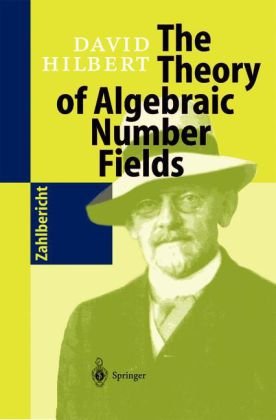 DAVID
HILBERT
The
Theory
of Algebraic
Number
Fields
Zahlbericht
Springer